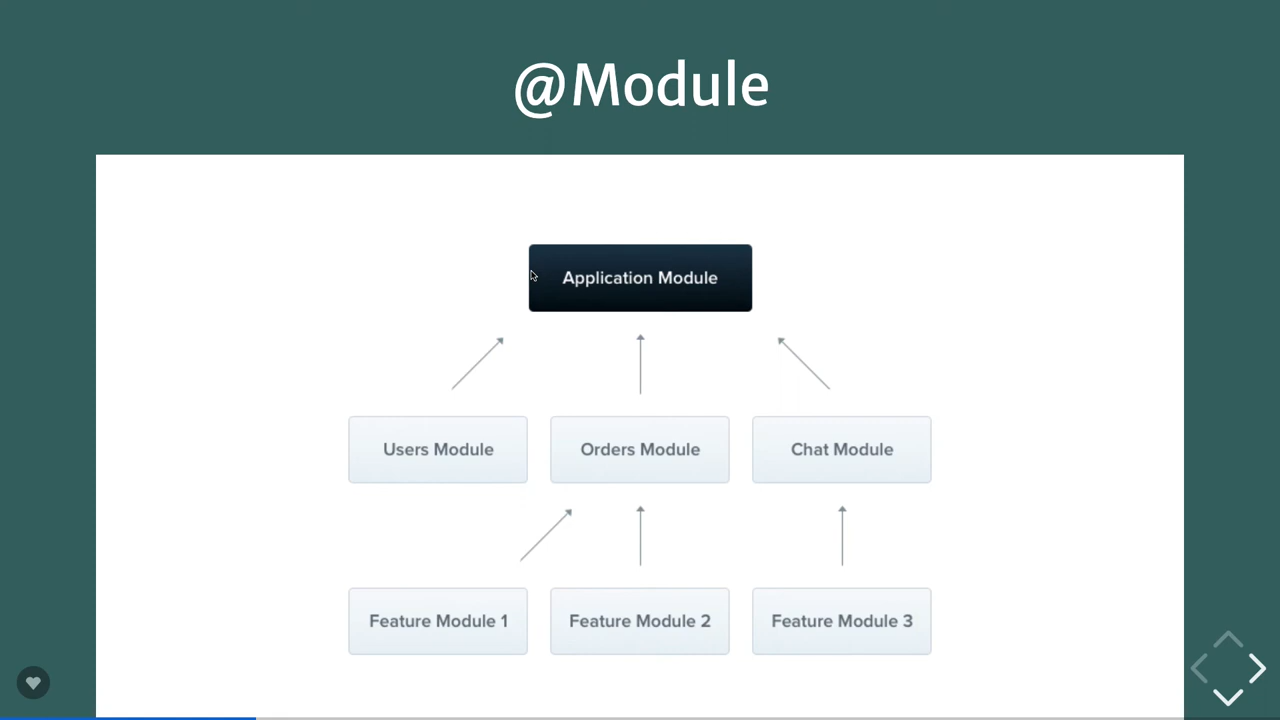 @Module
Application Module
Users Module
Orders Module
Chat Module
Feature Module 1
Feature Module 2
Feature Module 3